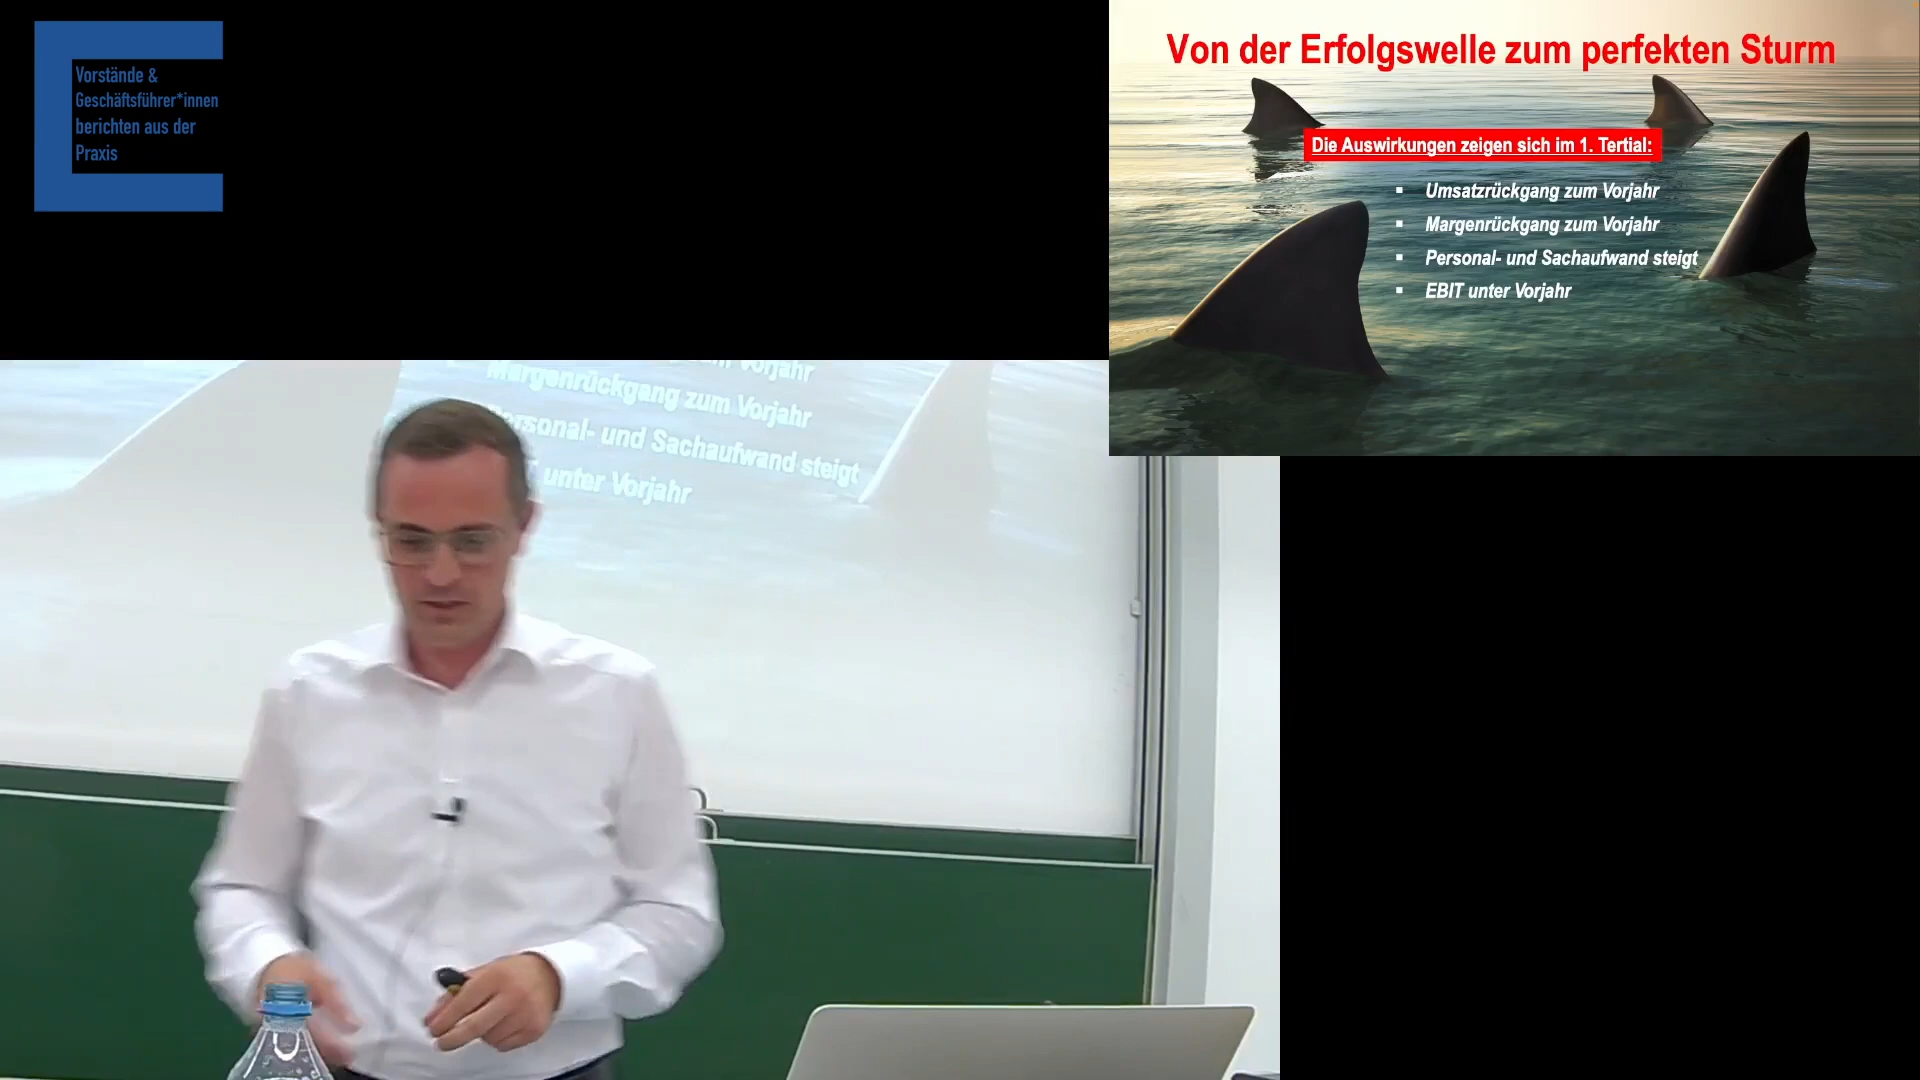 Vorstände &
Geschäftsführer*innen
berichten aus der
Praxis
Von der Erfolgswelle zum perfekten Sturm
Die Auswirkungen zeigen sich im 1. Tertial:
▪ Umsatzrückgang zum Vorjahr
▪ Margenrückgang zum Vorjahr
▪ Personal- und Sachaufwand steigt
▪ EBIT unter Vorjahr
Vorjahr
Margenrückgang zum Vorjahr
und Sachaufwand steigt
unter Vorjahr